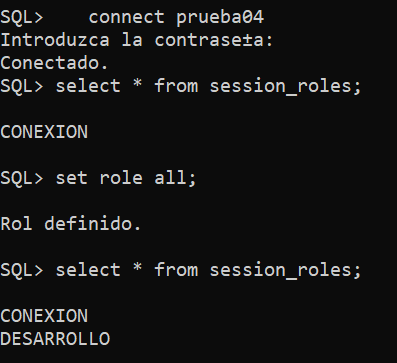 SQL>    connect prueba04
Introduzca la contrase±a:
Conectado.
SQL> select * from session_roles;
CONEXION
SQL> set role all;
Rol definido.
SQL> select * from session_roles;
CONEXION
DESARROLLO